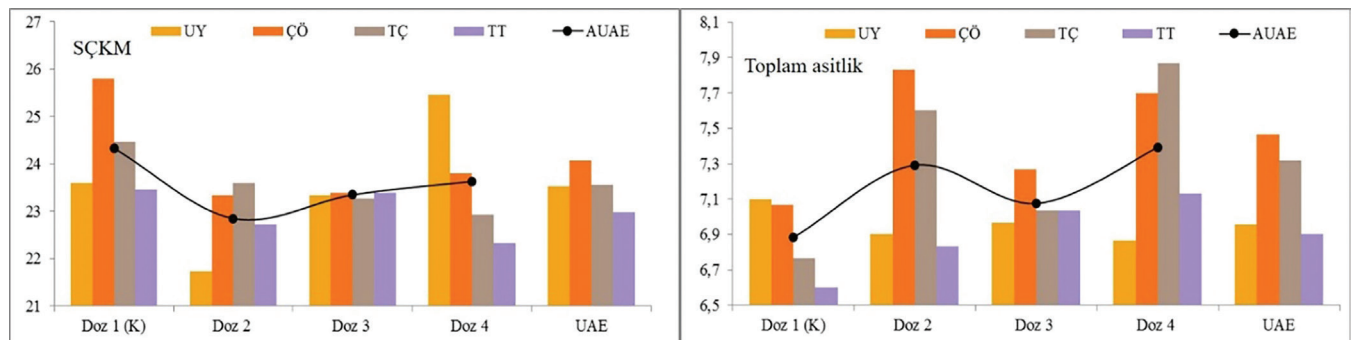 27
26
25
24
23
22
21
SÇKM
UY ÇÖ TÇ TT AUAE
Doz 1 (K) Doz 2 Doz 3 Doz 4 UAE
8,1
7,9
7,7
7,5
7,3
7,1
6,9
6,7
6,5
UY ÇÖ TÇ TT AUAE
Toplam asitlik
Doz 1 (K) Doz 2 Doz 3 Doz 4 UAE